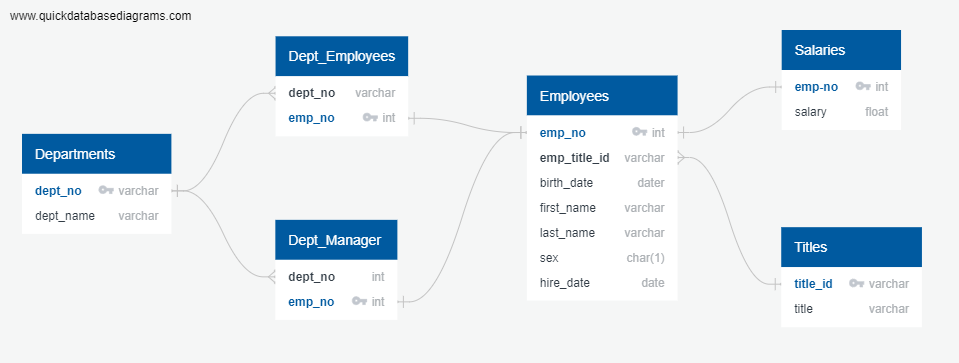 www.quickdatabasediagrams.com
Departments
dept_no varchar
dept_name varchar
Dept_Employees
dept_no varchar
emp_no int
Dept_Manager
dept_no int
emp_no int
Employees
emp_no int
emp_title_id varchar
birth_date dater
first_name varchar
last_name varchar
sex char(1)
hire_date date
Salaries
emp-no int
salary float
Titles
title_id varchar
title varchar